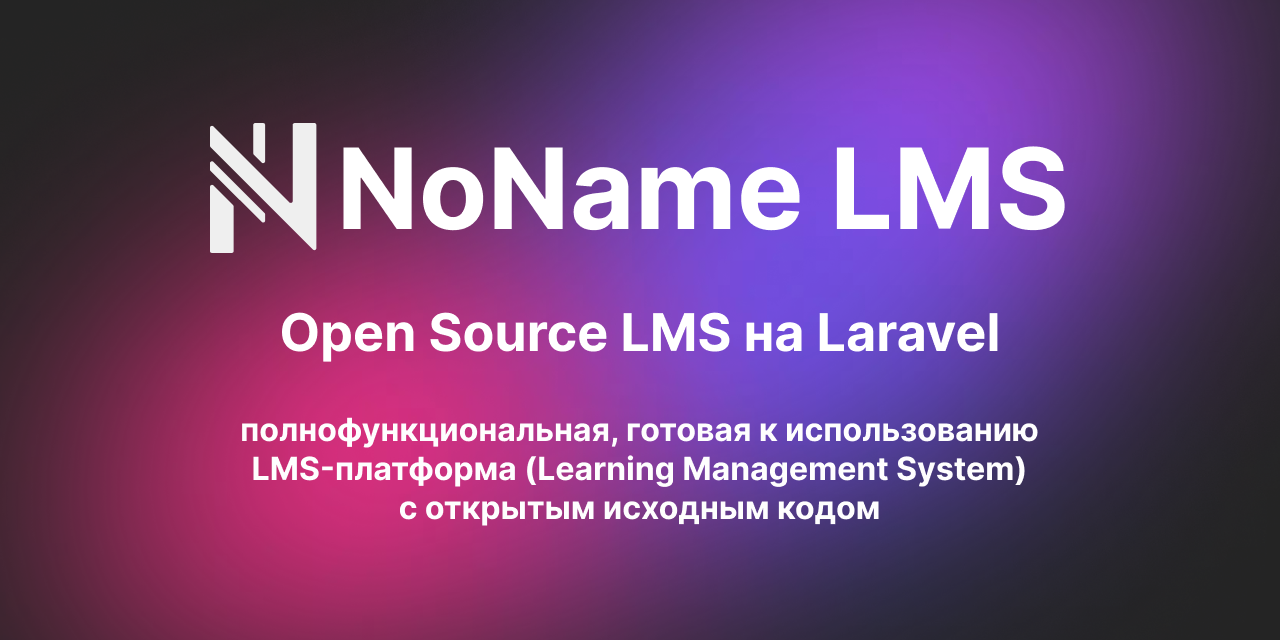 NoName LMS
Open Source LMS на Laravel
полнофункциональная, готовая к использованию
LMS-платформа (Learning Management System)
с открытым исходным кодом